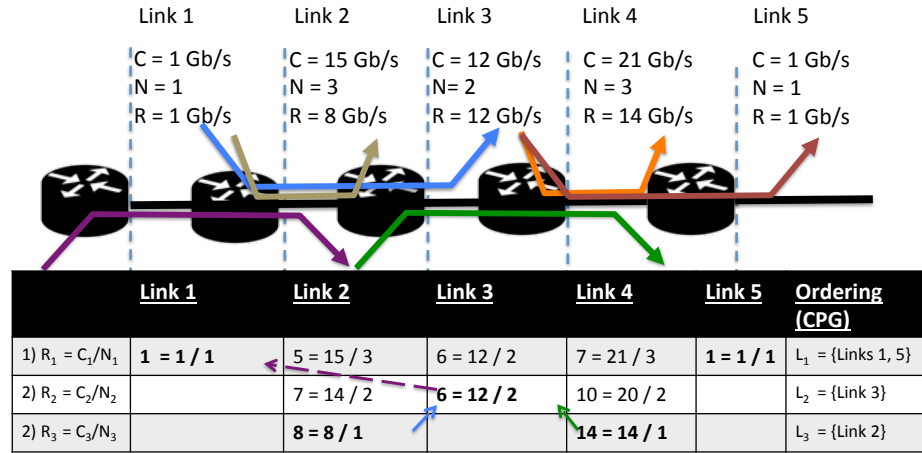 Link 1 Link 2 Link 3 Link 4 Link 5
C = 1 Gb/s C = 15 Gb/s C = 12 Gb/s C = 21 Gb/s C = 1 Gb/s
N = 1 N = 3 N= 2 N = 3 N = 1
R = 1 Gb/s R = 8 Gb/s R = 12 Gb/s R = 14 Gb/s R = 1 Gb/s
Link 1 Link 2 Link 3 Link 4 Link 5 Ordering
(CPG)
1) R₁ = C₁/N₁ 1 = 1 / 1 5 = 15 / 3 6 = 12 / 2 7 = 21 / 3 1 = 1 / 1 L₁ = {Links 1, 5}
2) R₂ = C₂/N₂ 7 = 14 / 2 6 = 12 / 2 10 = 20 / 2 L₂ = {Link 3}
2) R₃ = C₃/N₃ 8 = 8 / 1 14 = 14 / 1 L₃ = {Link 2}